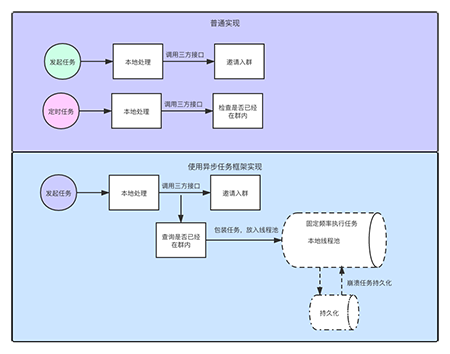 普通实现
发起任务
本地处理
调用三方接口
邀请入群
定时任务
本地处理
调用三方接口
检查是否已经
在群内
使用异步任务框架实现
发起任务
本地处理
调用三方接口
邀请入群
查询是否已经
在群内
包装任务，放入线程池
固定频率执行任务
本地线程池
崩溃任务持久化
持久化